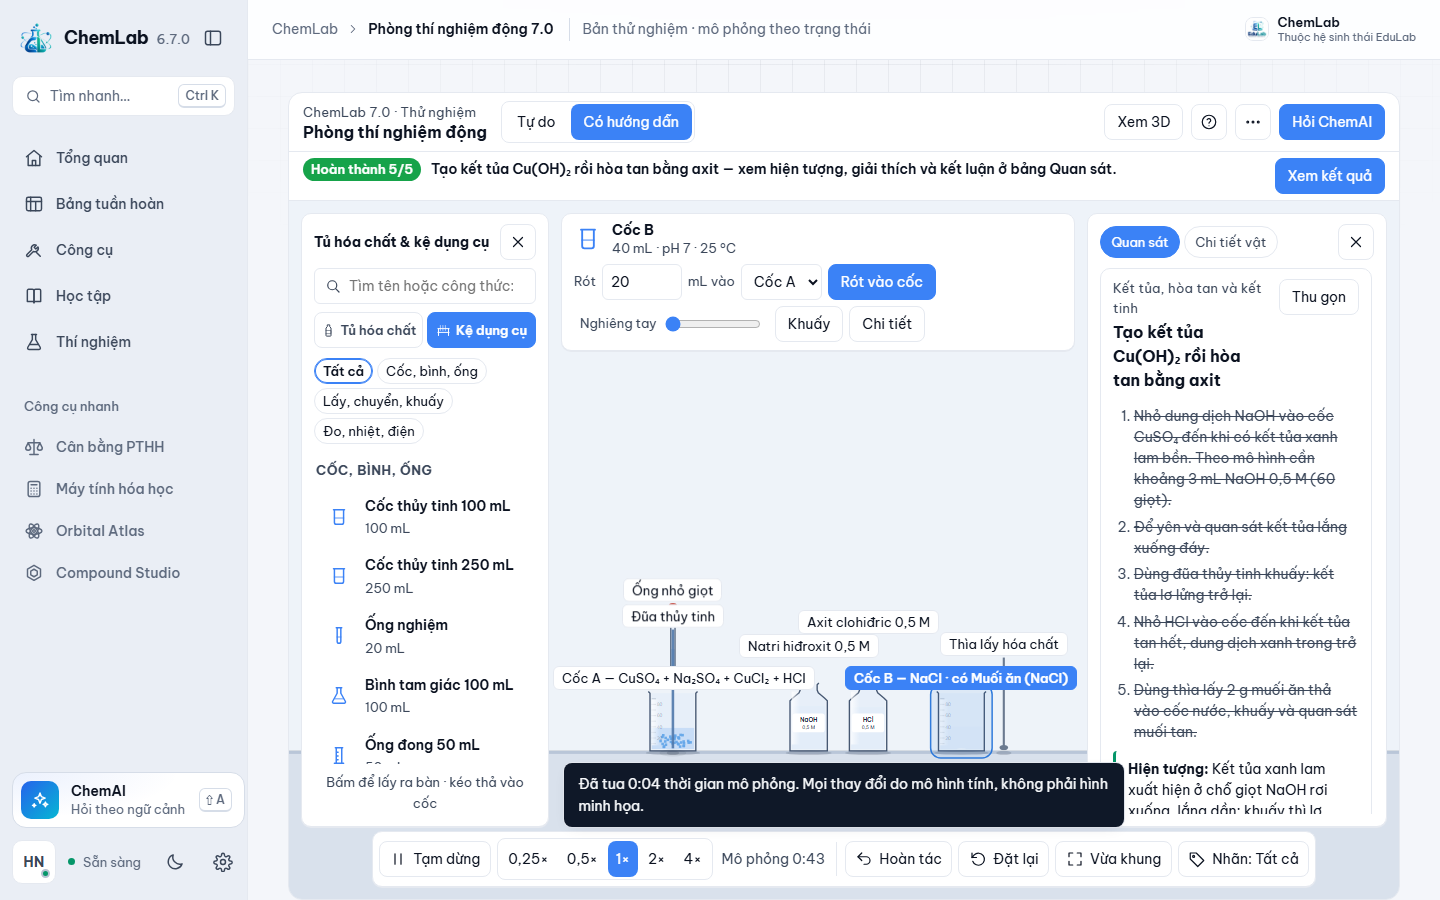 ChemLab 6.7.0
Tìm nhanh... Ctrl K
Tổng quan
Bảng tuần hoàn
Công cụ
Học tập
Thí nghiệm
Công cụ nhanh
Cân bằng PTHH
Máy tính hóa học
Orbital Atlas
Compound Studio
ChemAI
Hỏi theo ngữ cảnh
⇧A
HN
Sẵn sàng
ChemLab
Phòng thí nghiệm động 7.0
Bản thử nghiệm · mô phỏng theo trạng thái
ChemLab
Thuộc hệ sinh thái EduLab
ChemLab 7.0 · Thử nghiệm
Phòng thí nghiệm động
Tự do
Có hướng dẫn
Xem 3D
Hỏi ChemAI
Hoàn thành 5/5
Tạo kết tủa Cu(OH)₂ rồi hòa tan bằng axit — xem hiện tượng, giải thích và kết luận ở bảng Quan sát.
Xem kết quả
Tủ hóa chất & kệ dụng cụ
Tìm tên hoặc công thức:
Tủ hóa chất
Kệ dụng cụ
Tất cả
Cốc, bình, ống
Lấy, chuyển, khuấy
Đo, nhiệt, điện
CỐC, BÌNH, ỐNG
Cốc thủy tinh 100 mL
100 mL
Cốc thủy tinh 250 mL
250 mL
Ống nghiệm
20 mL
Bình tam giác 100 mL
100 mL
Ống đong 50 mL
Bấm để lấy ra bàn · kéo thả vào
cốc
Cốc B
40 mL · pH 7 · 25 °C
Rót
20
mL vào
Cốc A
Rót vào cốc
Nghiêng tay
Khuấy
Chi tiết
Ống nhỏ giọt
Đũa thủy tinh
Axit clohiđric 0,5 M
Natri hiđroxit 0,5 M
Thìa lấy hóa chất
Cốc A — CuSO₄ + Na₂SO₄ + CuCl₂ + HCl
Cốc B — NaCl · có Muối ăn (NaCl)
NaOH
0,5 M
HCl
0,5 M
Đã tua 0:04 thời gian mô phỏng. Mọi thay đổi do mô hình tính, không phải hình
minh họa.
Tạm dừng
0,25×
0,5×
1×
2×
4×
Mô phỏng 0:43
Hoàn tác
Đặt lại
Vừa khung
Nhãn: Tất cả
Quan sát
Chi tiết vật
Kết tủa, hòa tan và kết
tinh
Thu gọn
Tạo kết tủa
Cu(OH)₂ rồi hòa
tan bằng axit
1. Nhỏ dung dịch NaOH vào cốc
CuSO₄ đến khi có kết tủa xanh
lam bền. Theo mô hình cần
khoảng 3 mL NaOH 0,5 M (60
giọt).
2. Để yên và quan sát kết tủa lắng
xuống đáy.
3. Dùng đũa thủy tinh khuấy: kết
tủa lơ lửng trở lại.
4. Nhỏ HCl vào cốc đến khi kết tủa
tan hết, dung dịch xanh trong trở
lại.
5. Dùng thìa lấy 2 g muối ăn thả
vào cốc nước, khuấy và quan sát
muối tan.
Hiện tượng: Kết tủa xanh lam
xuất hiện ở chỗ giọt NaOH rơi
xuống, lắng dần; khuấy thì lơ